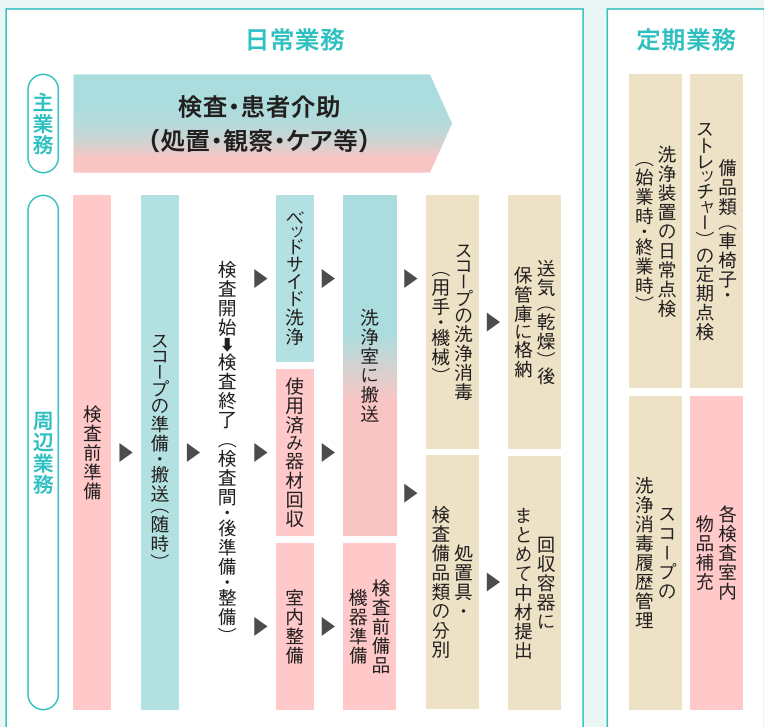 日常業務
主業務
検査・患者介助
（処置・観察・ケア等）
周辺業務
検査前準備
スコープの準備・搬送（随時）
検査開始➡検査終了（検査間・後準備・整備）
ベッドサイド洗浄
使用済み器材回収
室内整備
洗浄室に搬送
検査前備品
機器準備
スコープの洗浄消毒
（用手・機械）
処置具・
検査備品類の分別
送気（乾燥）後
保管庫に格納
回収容器に
まとめて中材提出
定期業務
洗浄装置の日常点検
（始業時・終業時）
備品類（車椅子・
ストレッチャー）の定期点検
スコープの
洗浄消毒履歴管理
各検査室内
物品補充